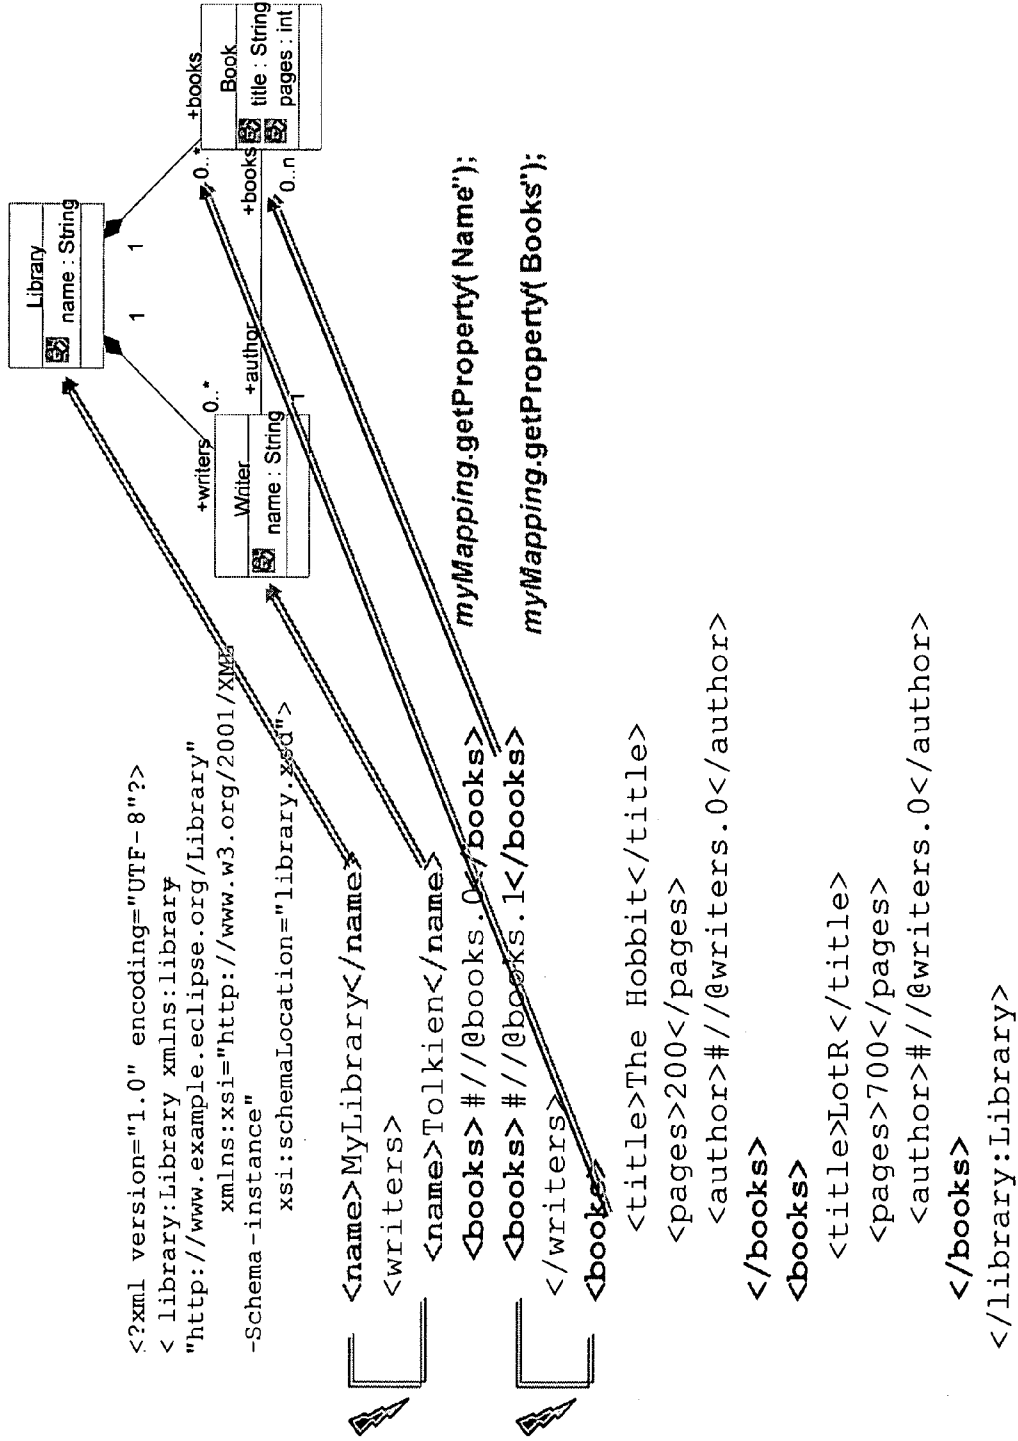 <?xml version="1.0" encoding="UTF-8"?>
< library:Library xmlns:library
"http://www.example.eclipse.org/Library"
xmlns:xsi="http://www.w3.org/2001/XML
-Schema-instance"
xsi:schemaLocation="library.xsd">
<name>MyLibrary</name>
<writers>
<name>Tolkien</name>
<books>#//@books.0</books>
<books>#//@books.1</books>
</writers>
<books>
<title>The Hobbit</title>
<pages>200</pages>
<author>#//@writers.0</author>
</books>
<books>
<title>LotR</title>
<pages>700</pages>
<author>#//@writers.0</author>
</books>
</library:Library>
Library
name : String
1
1
+writers
0..*
+books
0..*
Writer
name : String
+author
1
+books
0..n
Book
title : String
pages : int
myMapping.getProperty( Name");
myMapping.getProperty( Books");